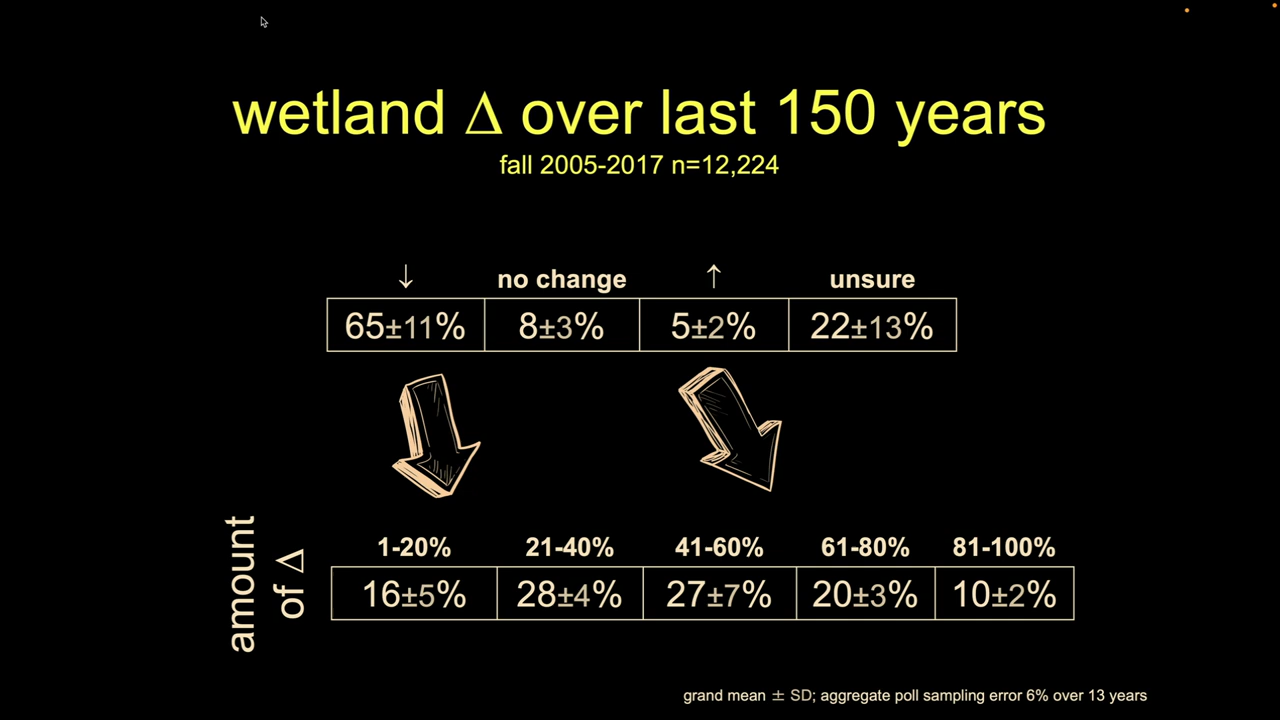 wetland Δ over last 150 years
fall 2005-2017 n=12,224
↓ no change ↑ unsure
65±11% 8±3% 5±2% 22±13%
amount
of Δ
1-20% 21-40% 41-60% 61-80% 81-100%
16±5% 28±4% 27±7% 20±3% 10±2%
grand mean ± SD; aggregate poll sampling error 6% over 13 years